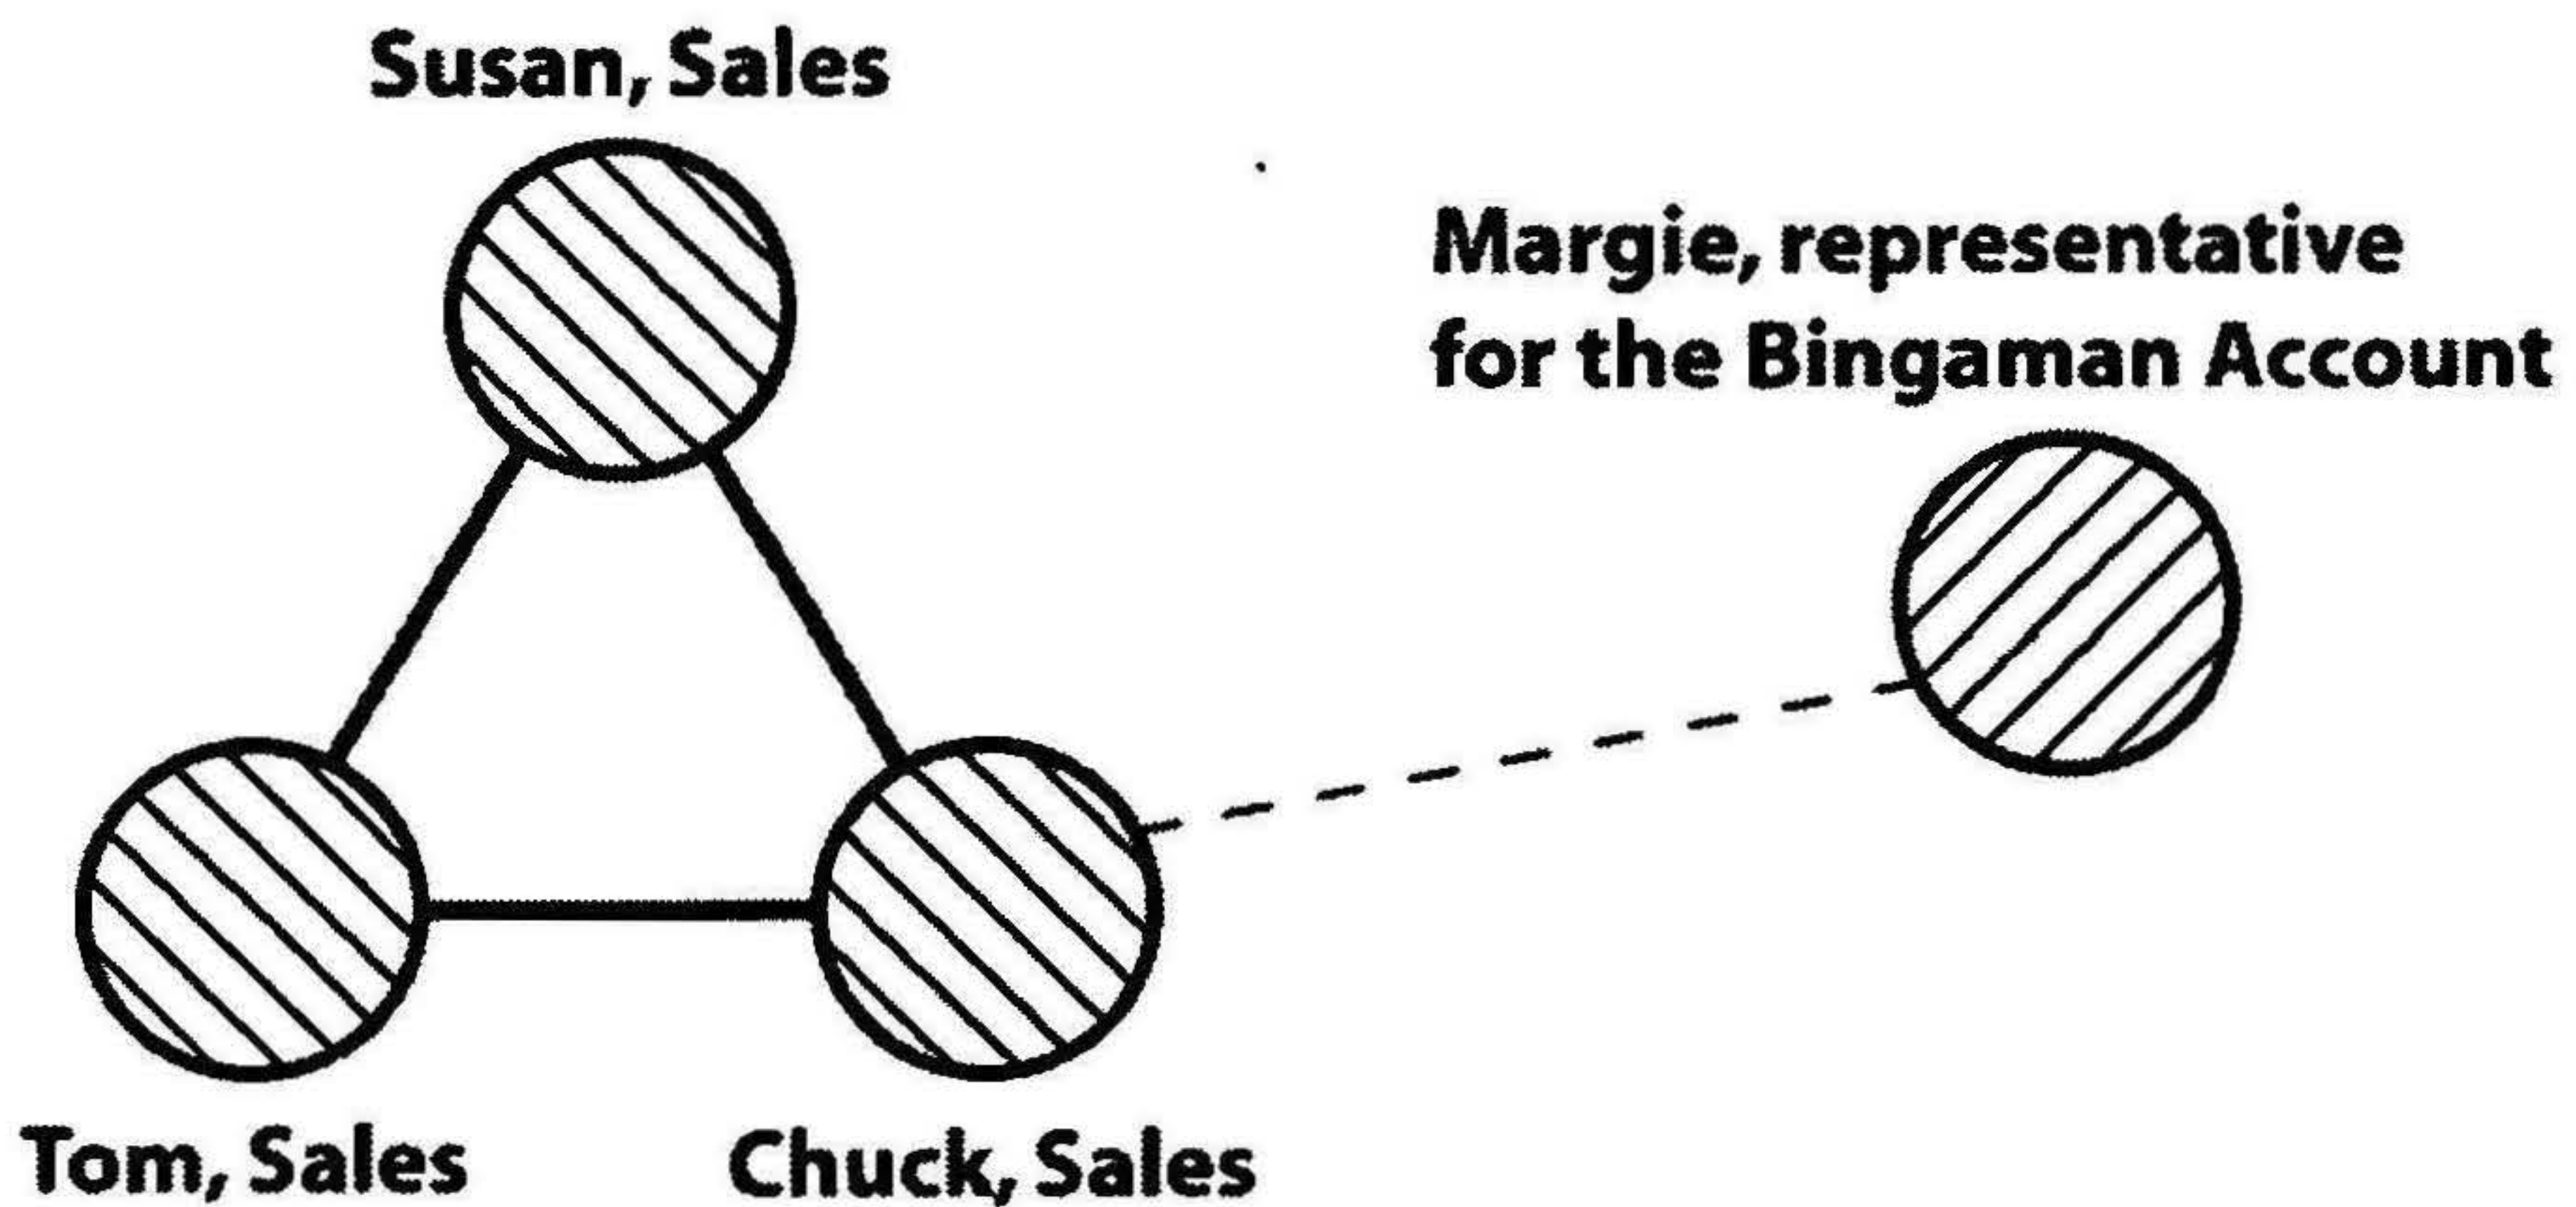 Susan, Sales
Margie, representative
for the Bingaman Account
Tom, Sales
Chuck, Sales